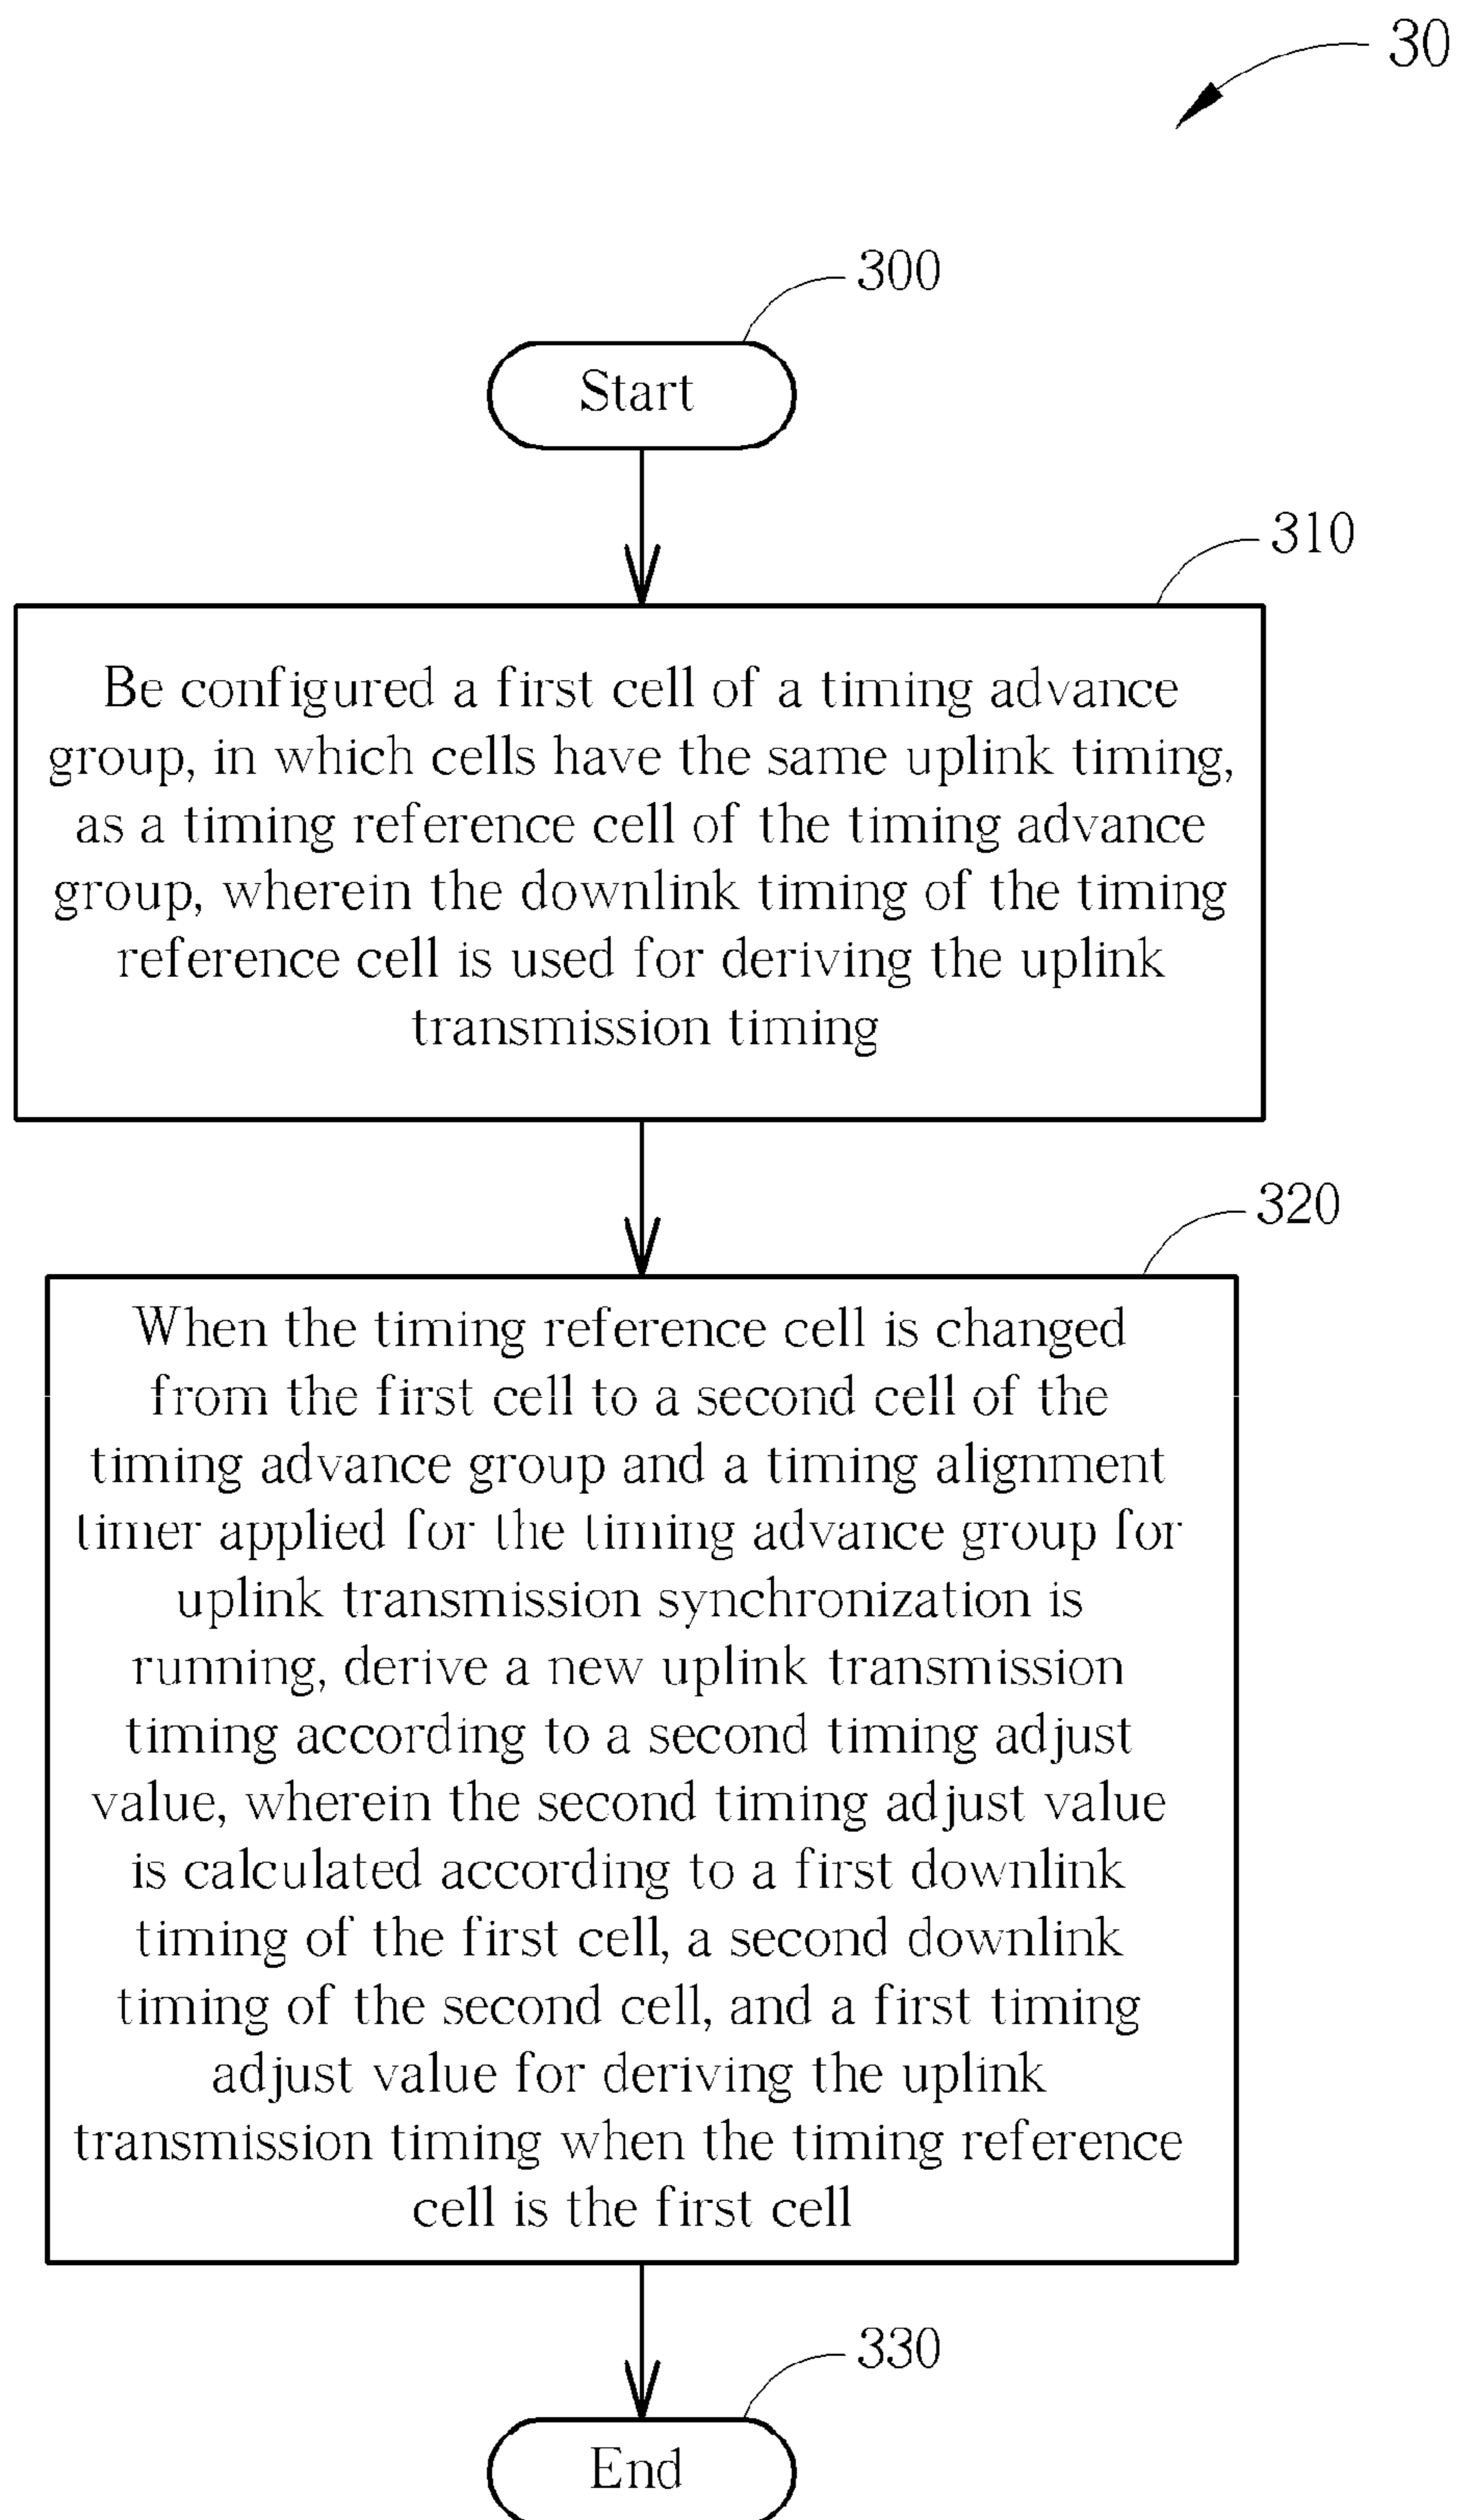 30
300
Start
310
Be configured a first cell of a timing advance
group, in which cells have the same uplink timing,
as a timing reference cell of the timing advance
group, wherein the downlink timing of the timing
reference cell is used for deriving the uplink
transmission timing
320
When the timing reference cell is changed
from the first cell to a second cell of the
timing advance group and a timing alignment
timer applied for the timing advance group for
uplink transmission synchronization is
running, derive a new uplink transmission
timing according to a second timing adjust
value, wherein the second timing adjust value
is calculated according to a first downlink
timing of the first cell, a second downlink
timing of the second cell, and a first timing
adjust value for deriving the uplink
transmission timing when the timing reference
cell is the first cell
330
End